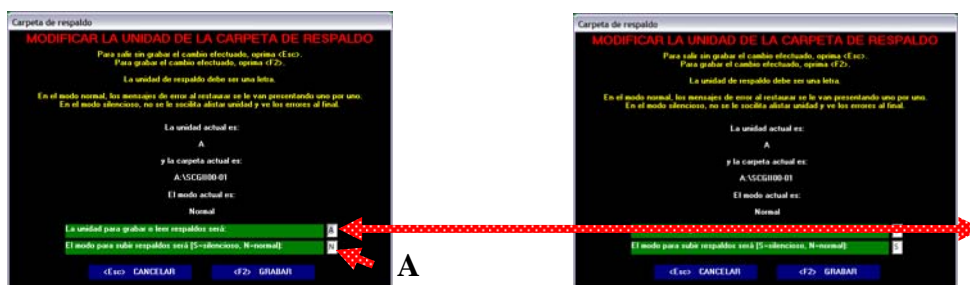 Carpeta de respaldo
MODIFICAR LA UNIDAD DE LA CARPETA DE RESPALDO
Para salir sin grabar el cambio efectuado, oprima <Esc>.
Para grabar el cambio efectuado, oprima <F2>.
La unidad de respaldo debe ser una letra.
En el modo normal, los mensajes de error al restaurar se le van presentando uno por uno.
En el modo silencioso, no se le socilita alistar unidad y ve los errores al final.
La unidad actual es:
A
y la carpeta actual es:
A:\SCGII00-01
El modo actual es:
Normal
La unidad para grabar o leer respaldos será: A
El modo para subir respaldos será (S=silencioso, N=normal): N
<Esc> CANCELAR <F2> GRABAR
A
Carpeta de respaldo
MODIFICAR LA UNIDAD DE LA CARPETA DE RESPALDO
Para salir sin grabar el cambio efectuado, oprima <Esc>.
Para grabar el cambio efectuado, oprima <F2>.
La unidad de respaldo debe ser una letra.
En el modo normal, los mensajes de error al restaurar se le van presentando uno por uno.
En el modo silencioso, no se le socilita alistar unidad y ve los errores al final.
La unidad actual es:
A
y la carpeta actual es:
A:\SCGII00-01
El modo actual es:
Normal
El modo para subir respaldos será (S=silencioso, N=normal): S
<Esc> CANCELAR <F2> GRABAR